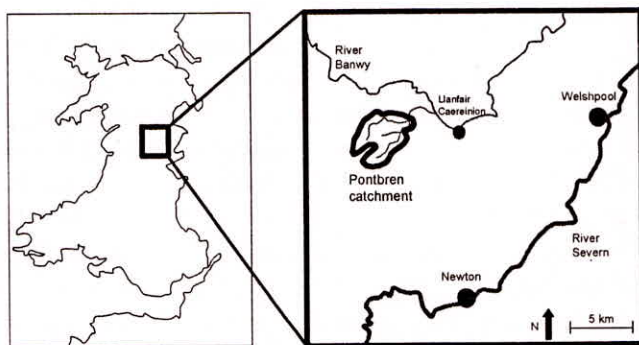 River
Banwy
Llanfair
Caereinion
Welshpool
Pontbren
catchment
River
Severn
Newton
N
5 km